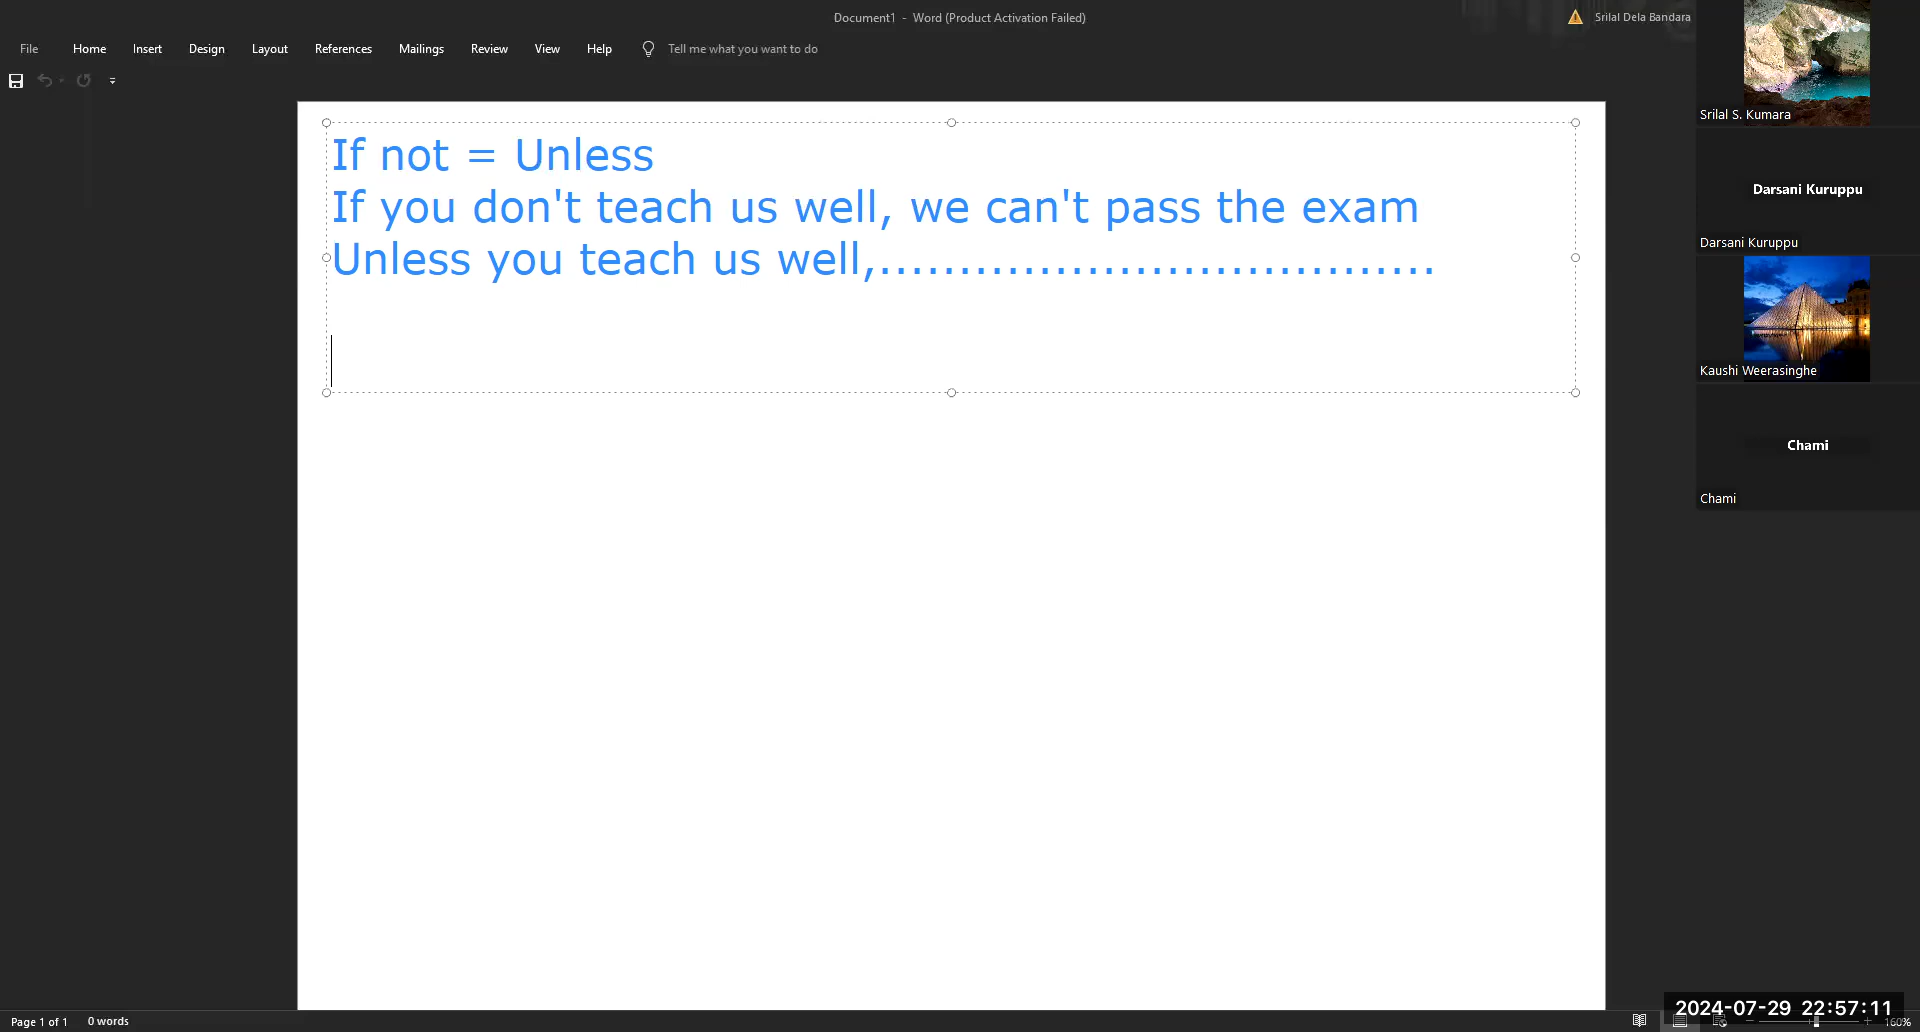 Document1 - Word (Product Activation Failed)
Srilal Dela Bandara
File Home Insert Design Layout References Mailings Review View Help Tell me what you want to do
Srilal S. Kumara
If not = Unless
If you don't teach us well, we can't pass the exam
Unless you teach us well,...................................
Darsani Kuruppu
Darsani Kuruppu
Kaushi Weerasinghe
Chami
Chami
2024-07-29 22:57:11
Page 1 of 1 0 words
160%